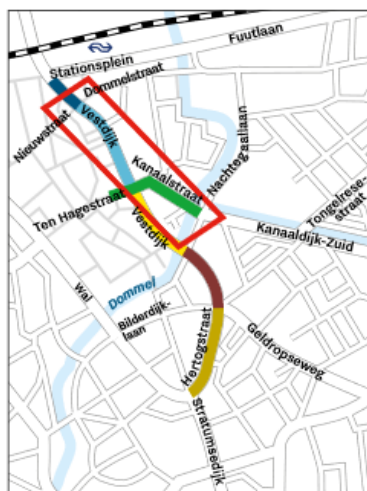 Fuutlaan
Stationsplein
Dommelstraat
Nieuwstraat
Vestdijk
Kanaalstraat
Nachtegaallaan
Ten Hagestraat
Vestdijk
Tongelrese-
straat
Kanaaldijk-Zuid
Wal
Dommel
Bilderdijk-
laan
Hertogstraat
Geldropseweg
Stratumsedijk